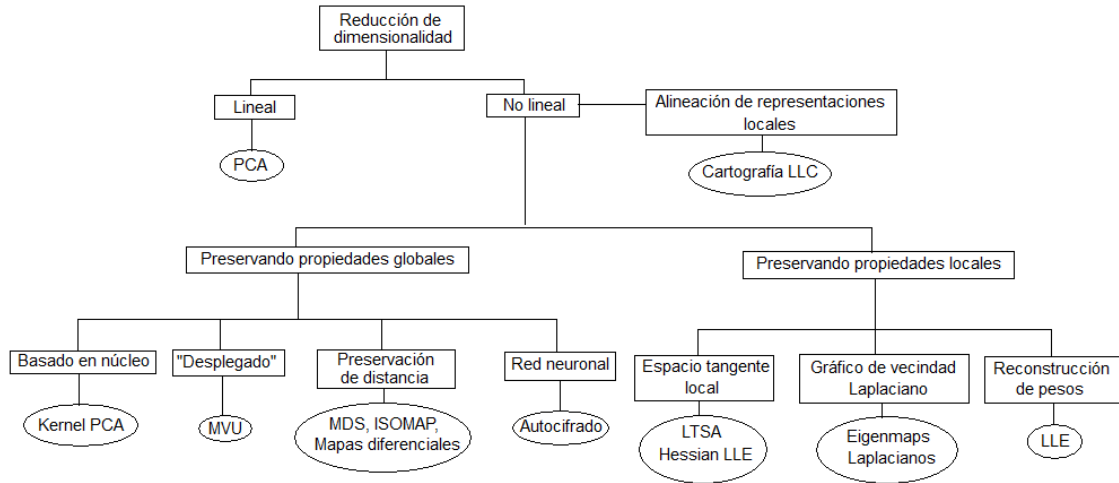 Reducción de
dimensionalidad
Lineal
No lineal
Alineación de representaciones
locales
PCA
Cartografía LLC
Preservando propiedades globales
Preservando propiedades locales
Basado en núcleo
"Desplegado"
Preservación
de distancia
Red neuronal
Espacio tangente
local
Gráfico de vecindad
Laplaciano
Reconstrucción
de pesos
Kernel PCA
MVU
MDS, ISOMAP,
Mapas diferenciales
Autocifrado
LTSA
Hessian LLE
Eigenmaps
Laplacianos
LLE